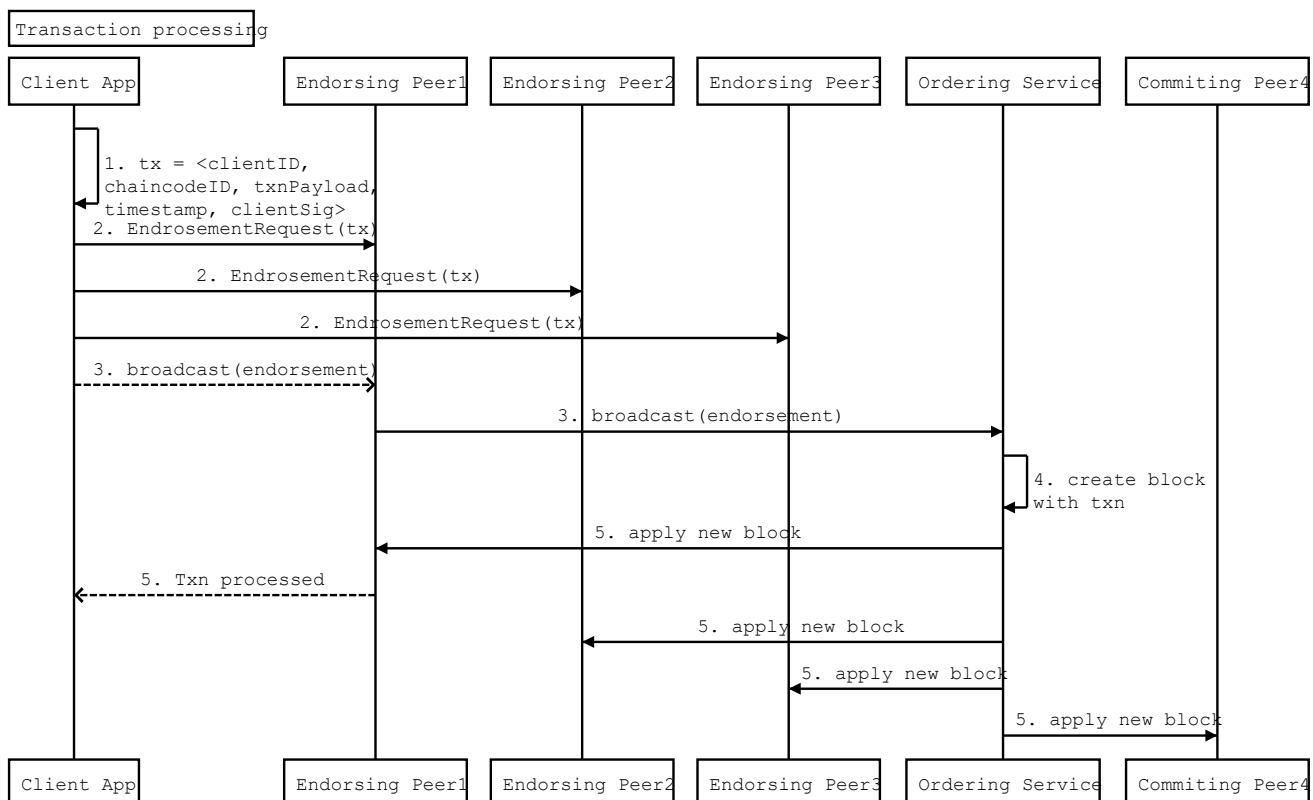 Transaction processing
Client App
Endorsing Peer1
Endorsing Peer2
Endorsing Peer3
Ordering Service
Commiting Peer4
1. tx = <clientID,
chaincodeID, txnPayload,
timestamp, clientSig>
2. EndrosementRequest(tx)
2. EndrosementRequest(tx)
2. EndrosementRequest(tx)
3. broadcast(endorsement)
3. broadcast(endorsement)
4. create block
with txn
5. apply new block
5. Txn processed
5. apply new block
5. apply new block
5. apply new block
Client App
Endorsing Peer1
Endorsing Peer2
Endorsing Peer3
Ordering Service
Commiting Peer4